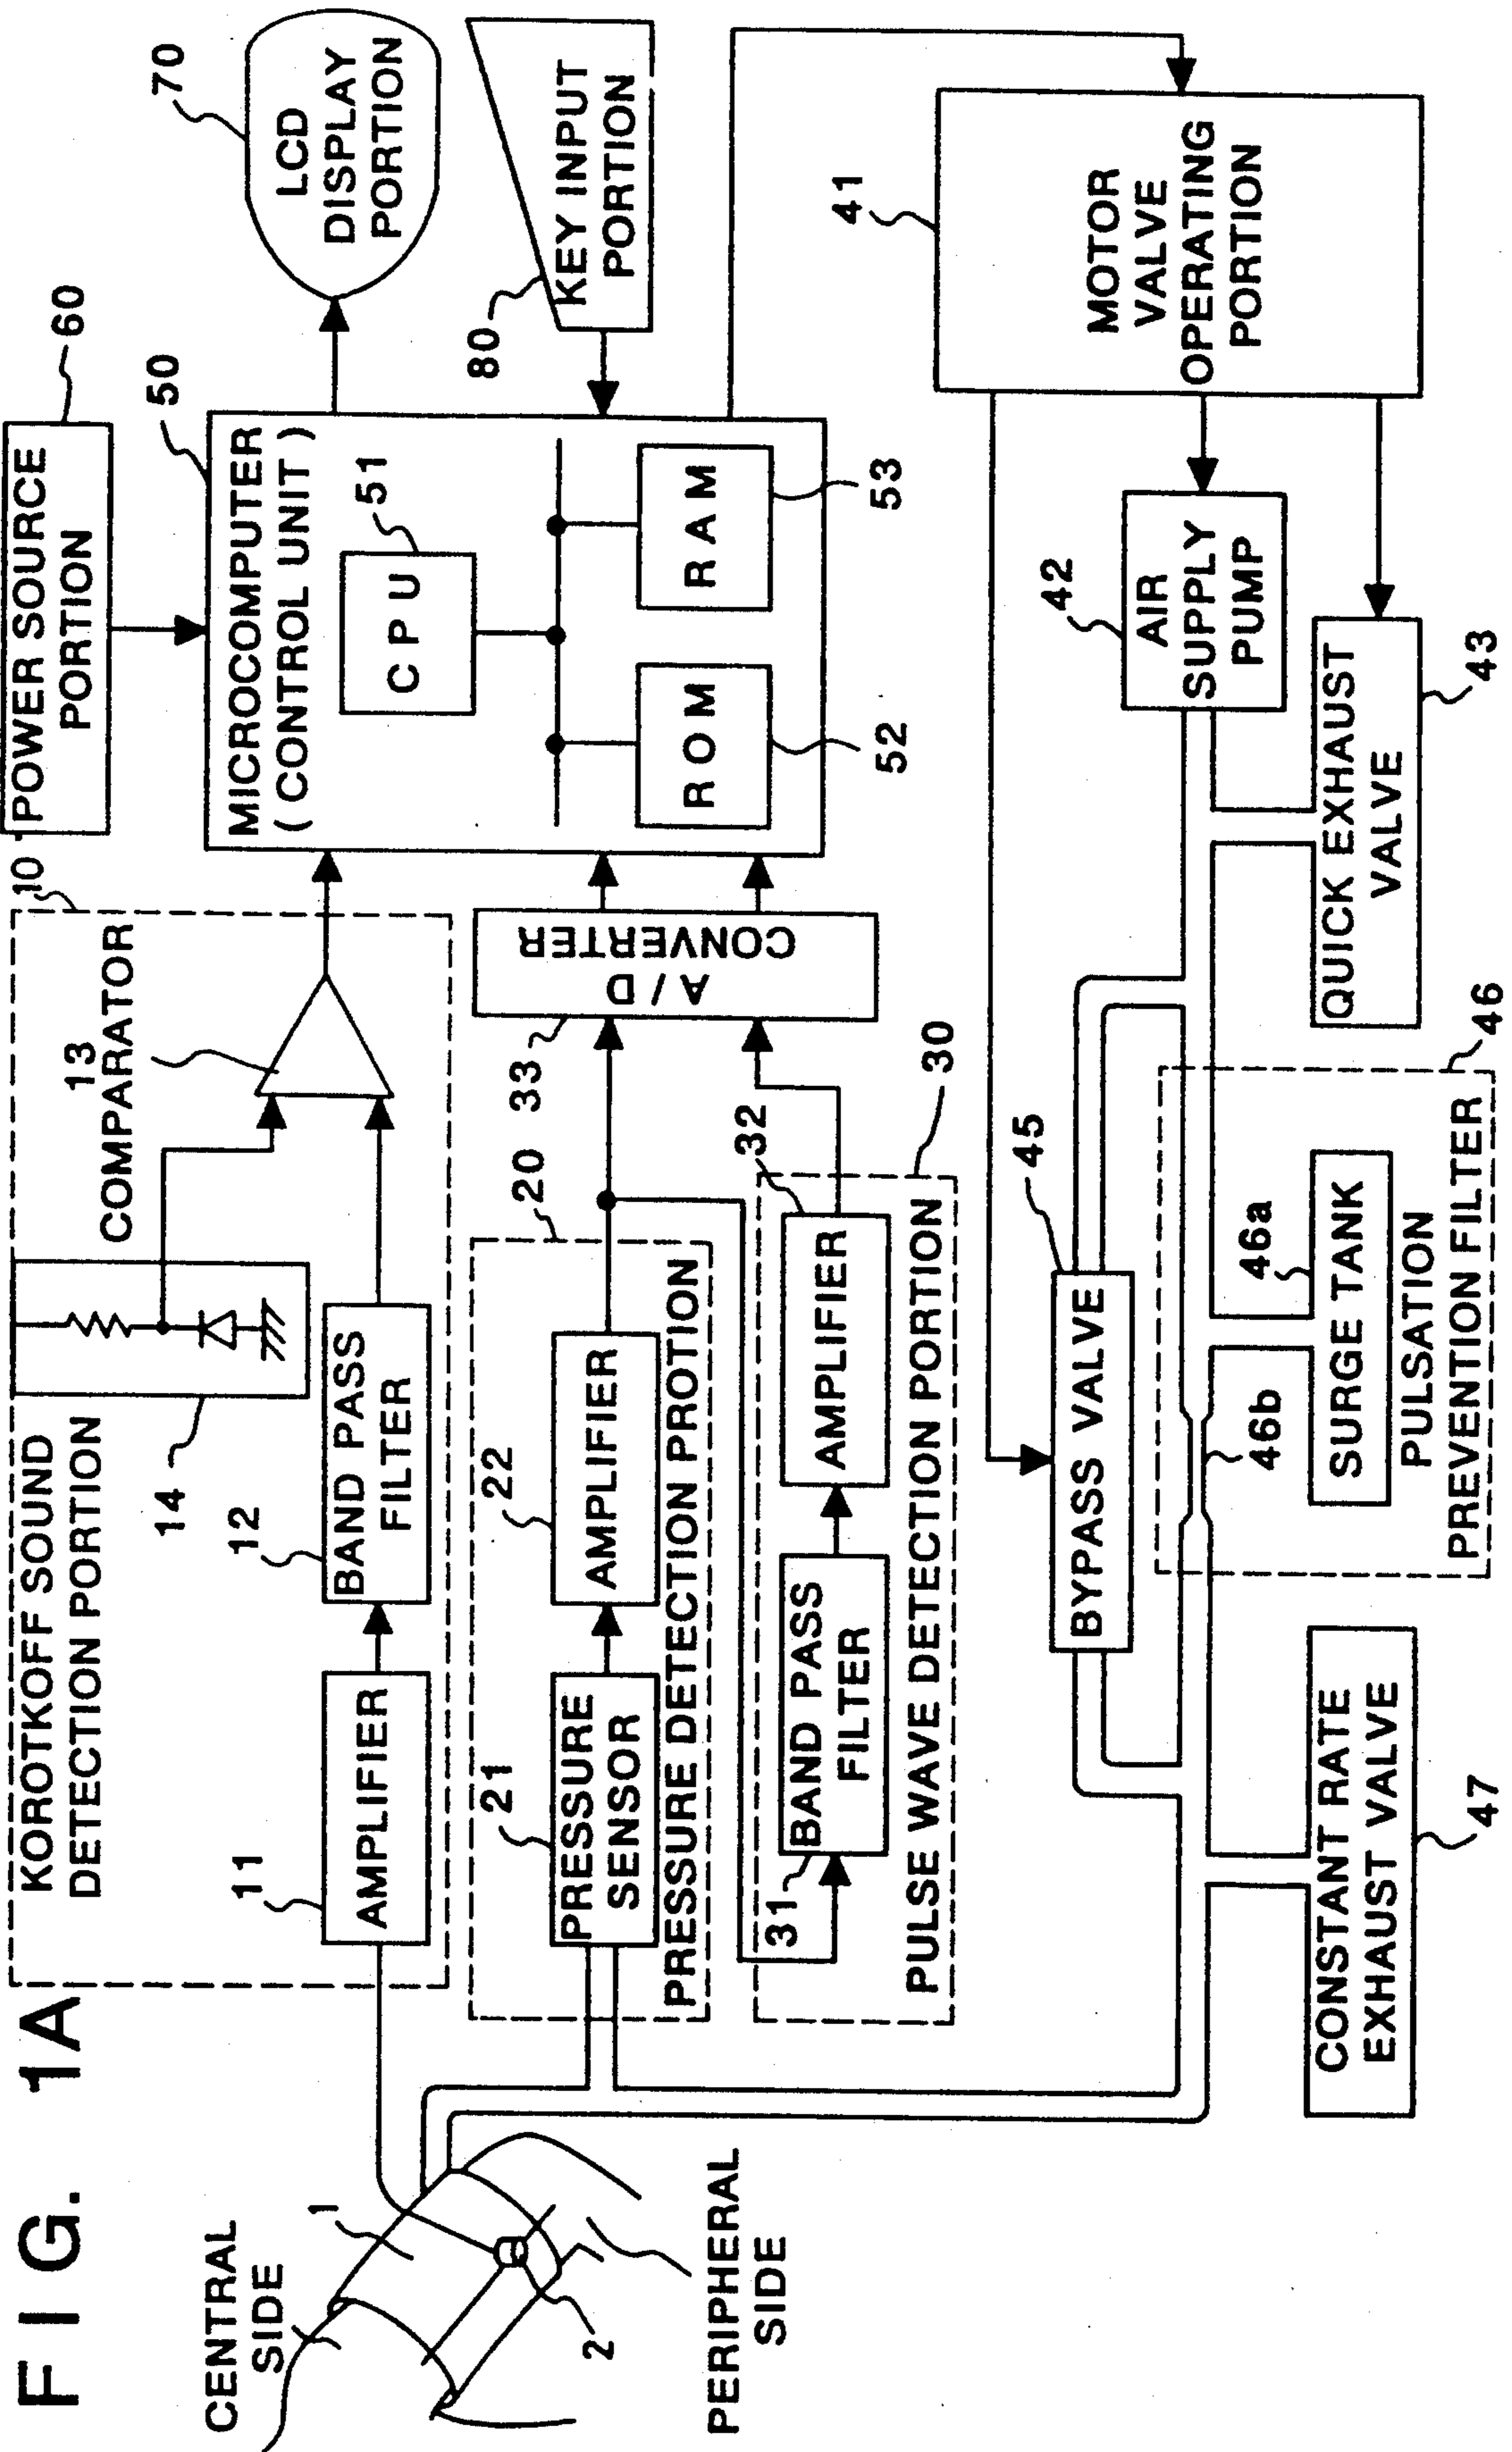 FIG. 1A
KOROTKOFF SOUND
DETECTION PORTION
10
13
COMPARATOR
14
12
BAND PASS
FILTER
11
AMPLIFIER
POWER SOURCE
PORTION
60
50
MICROCOMPUTER
( CONTROL UNIT )
CPU
51
ROM
52
RAM
53
70
LCD
DISPLAY
PORTION
80
KEY INPUT
PORTION
CENTRAL
SIDE
1
2
PERIPHERAL
SIDE
21
PRESSURE
SENSOR
22
AMPLIFIER
20
PRESSURE DETECTION PROTION
33
A/D
CONVERTER
31
BAND PASS
FILTER
32
AMPLIFIER
30
PULSE WAVE DETECTION PORTION
41
MOTOR
VALVE
OPERATING
PORTION
42
AIR
SUPPLY
PUMP
QUICK EXHAUST
VALVE
43
45
BYPASS VALVE
46
46a
46b
SURGE TANK
PULSATION
PREVENTION FILTER
CONSTANT RATE
EXHAUST VALVE
47